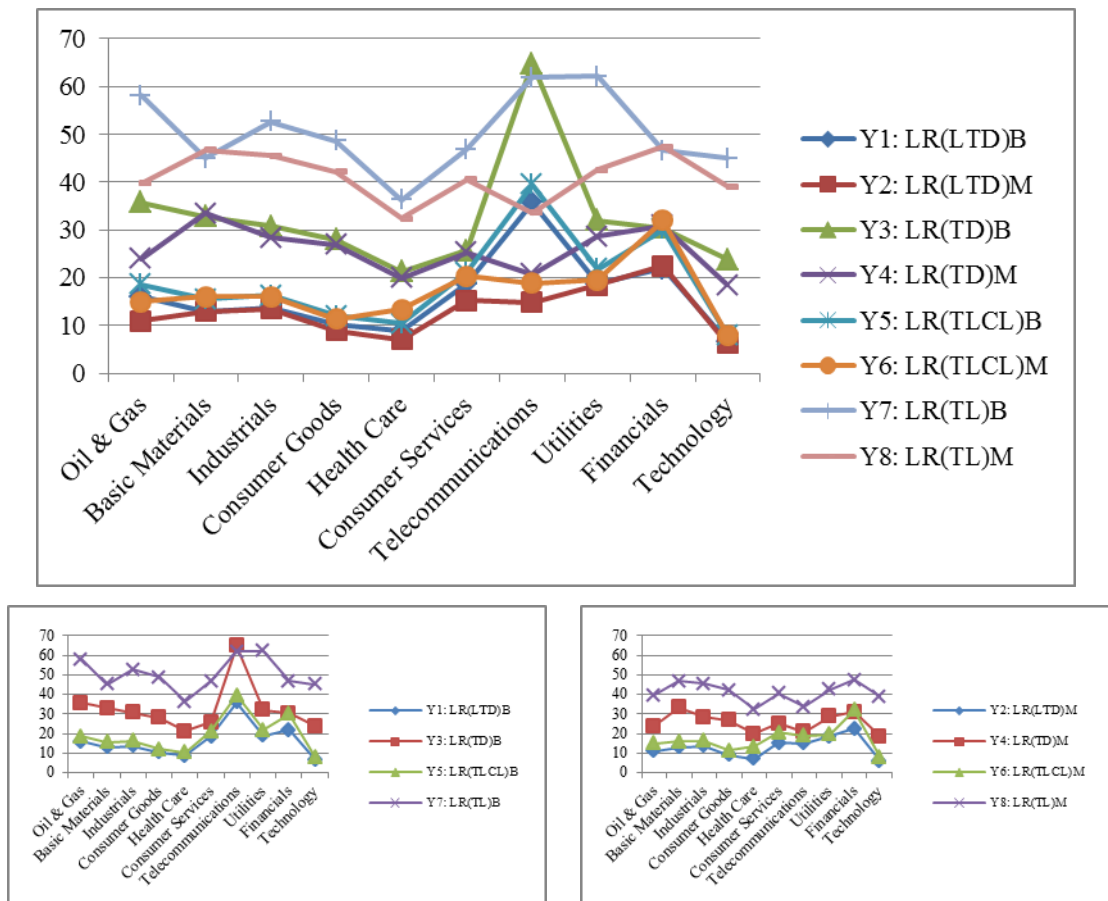 70
60
50
40
30
20
10
0
Oil & Gas
Basic Materials
Industrials
Consumer Goods
Health Care
Consumer Services
Telecommunications
Utilities
Financials
Technology
Y1: LR(LTD)B
Y2: LR(LTD)M
Y3: LR(TD)B
Y4: LR(TD)M
Y5: LR(TLCL)B
Y6: LR(TLCL)M
Y7: LR(TL)B
Y8: LR(TL)M
70
60
50
40
30
20
10
0
Oil & Gas
Basic Materials
Industrials
Consumer Goods
Health Care
Consumer Services
Telecommunications
Utilities
Financials
Technology
Y1: LR(LTD)B
Y3: LR(TD)B
Y5: LR(TLCL)B
Y7: LR(TL)B
70
60
50
40
30
20
10
0
Oil & Gas
Basic Materials
Industrials
Consumer Goods
Health Care
Consumer Services
Telecommunications
Utilities
Financials
Technology
Y2: LR(LTD)M
Y4: LR(TD)M
Y6: LR(TLCL)M
Y8: LR(TL)M